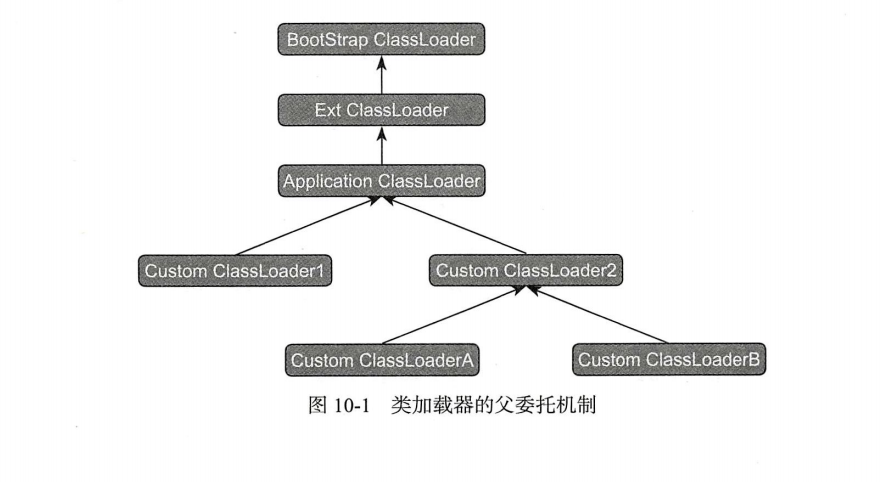 BootStrap ClassLoader
Ext ClassLoader
Application ClassLoader
Custom ClassLoader1
Custom ClassLoader2
Custom ClassLoaderA
Custom ClassLoaderB
图 10-1 类加载器的父委托机制